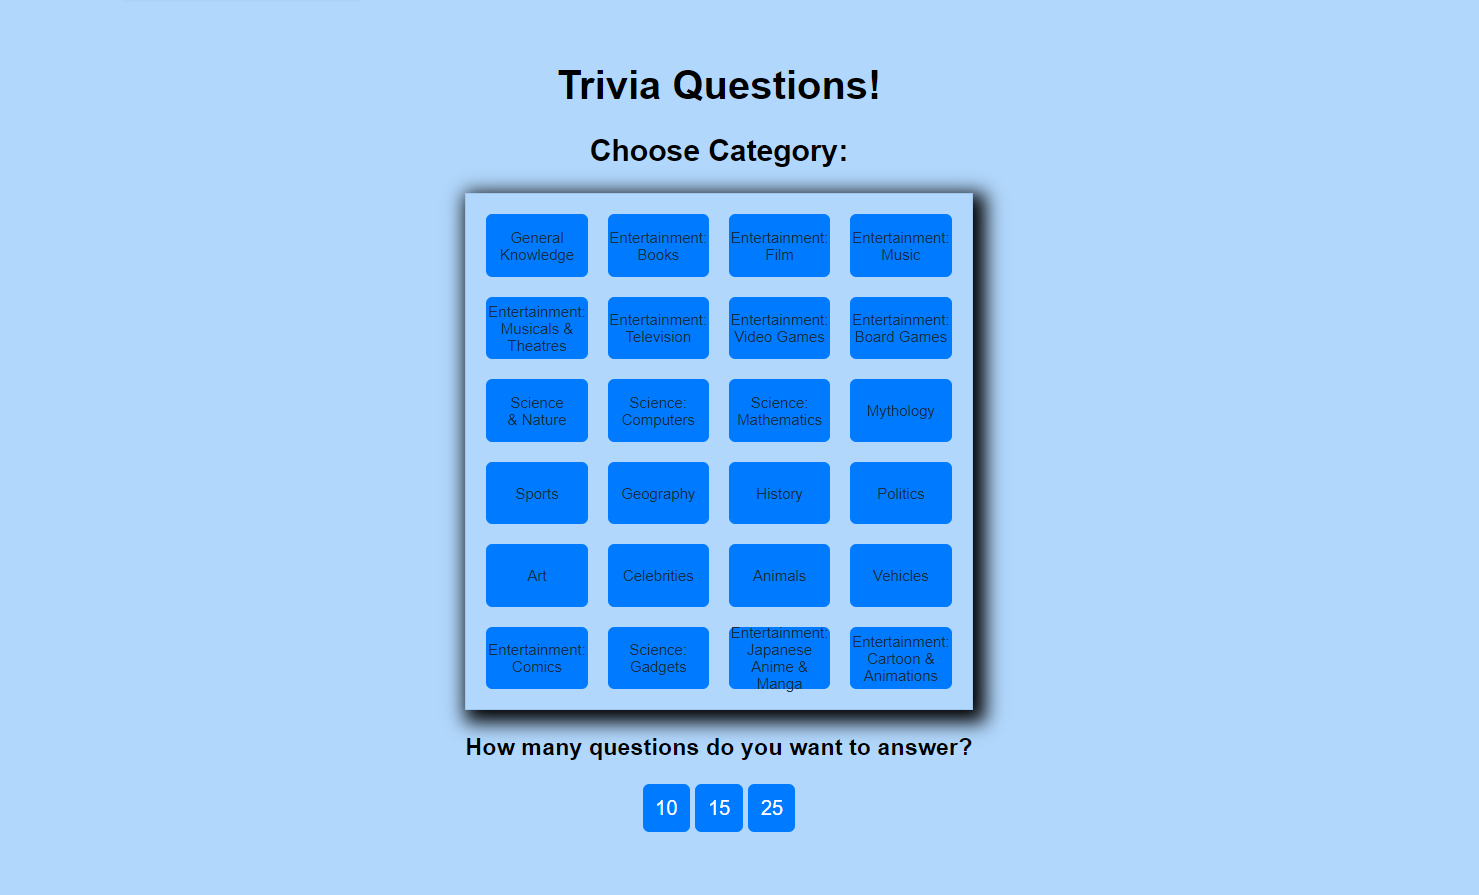 Trivia Questions!
Choose Category:
General
Knowledge
Entertainment:
Books
Entertainment:
Film
Entertainment:
Music
Entertainment:
Musicals &
Theatres
Entertainment:
Television
Entertainment:
Video Games
Entertainment:
Board Games
Science
& Nature
Science:
Computers
Science:
Mathematics
Mythology
Sports
Geography
History
Politics
Art
Celebrities
Animals
Vehicles
Entertainment:
Comics
Science:
Gadgets
Entertainment:
Japanese
Anime &
Manga
Entertainment:
Cartoon &
Animations
How many questions do you want to answer?
10
15
25